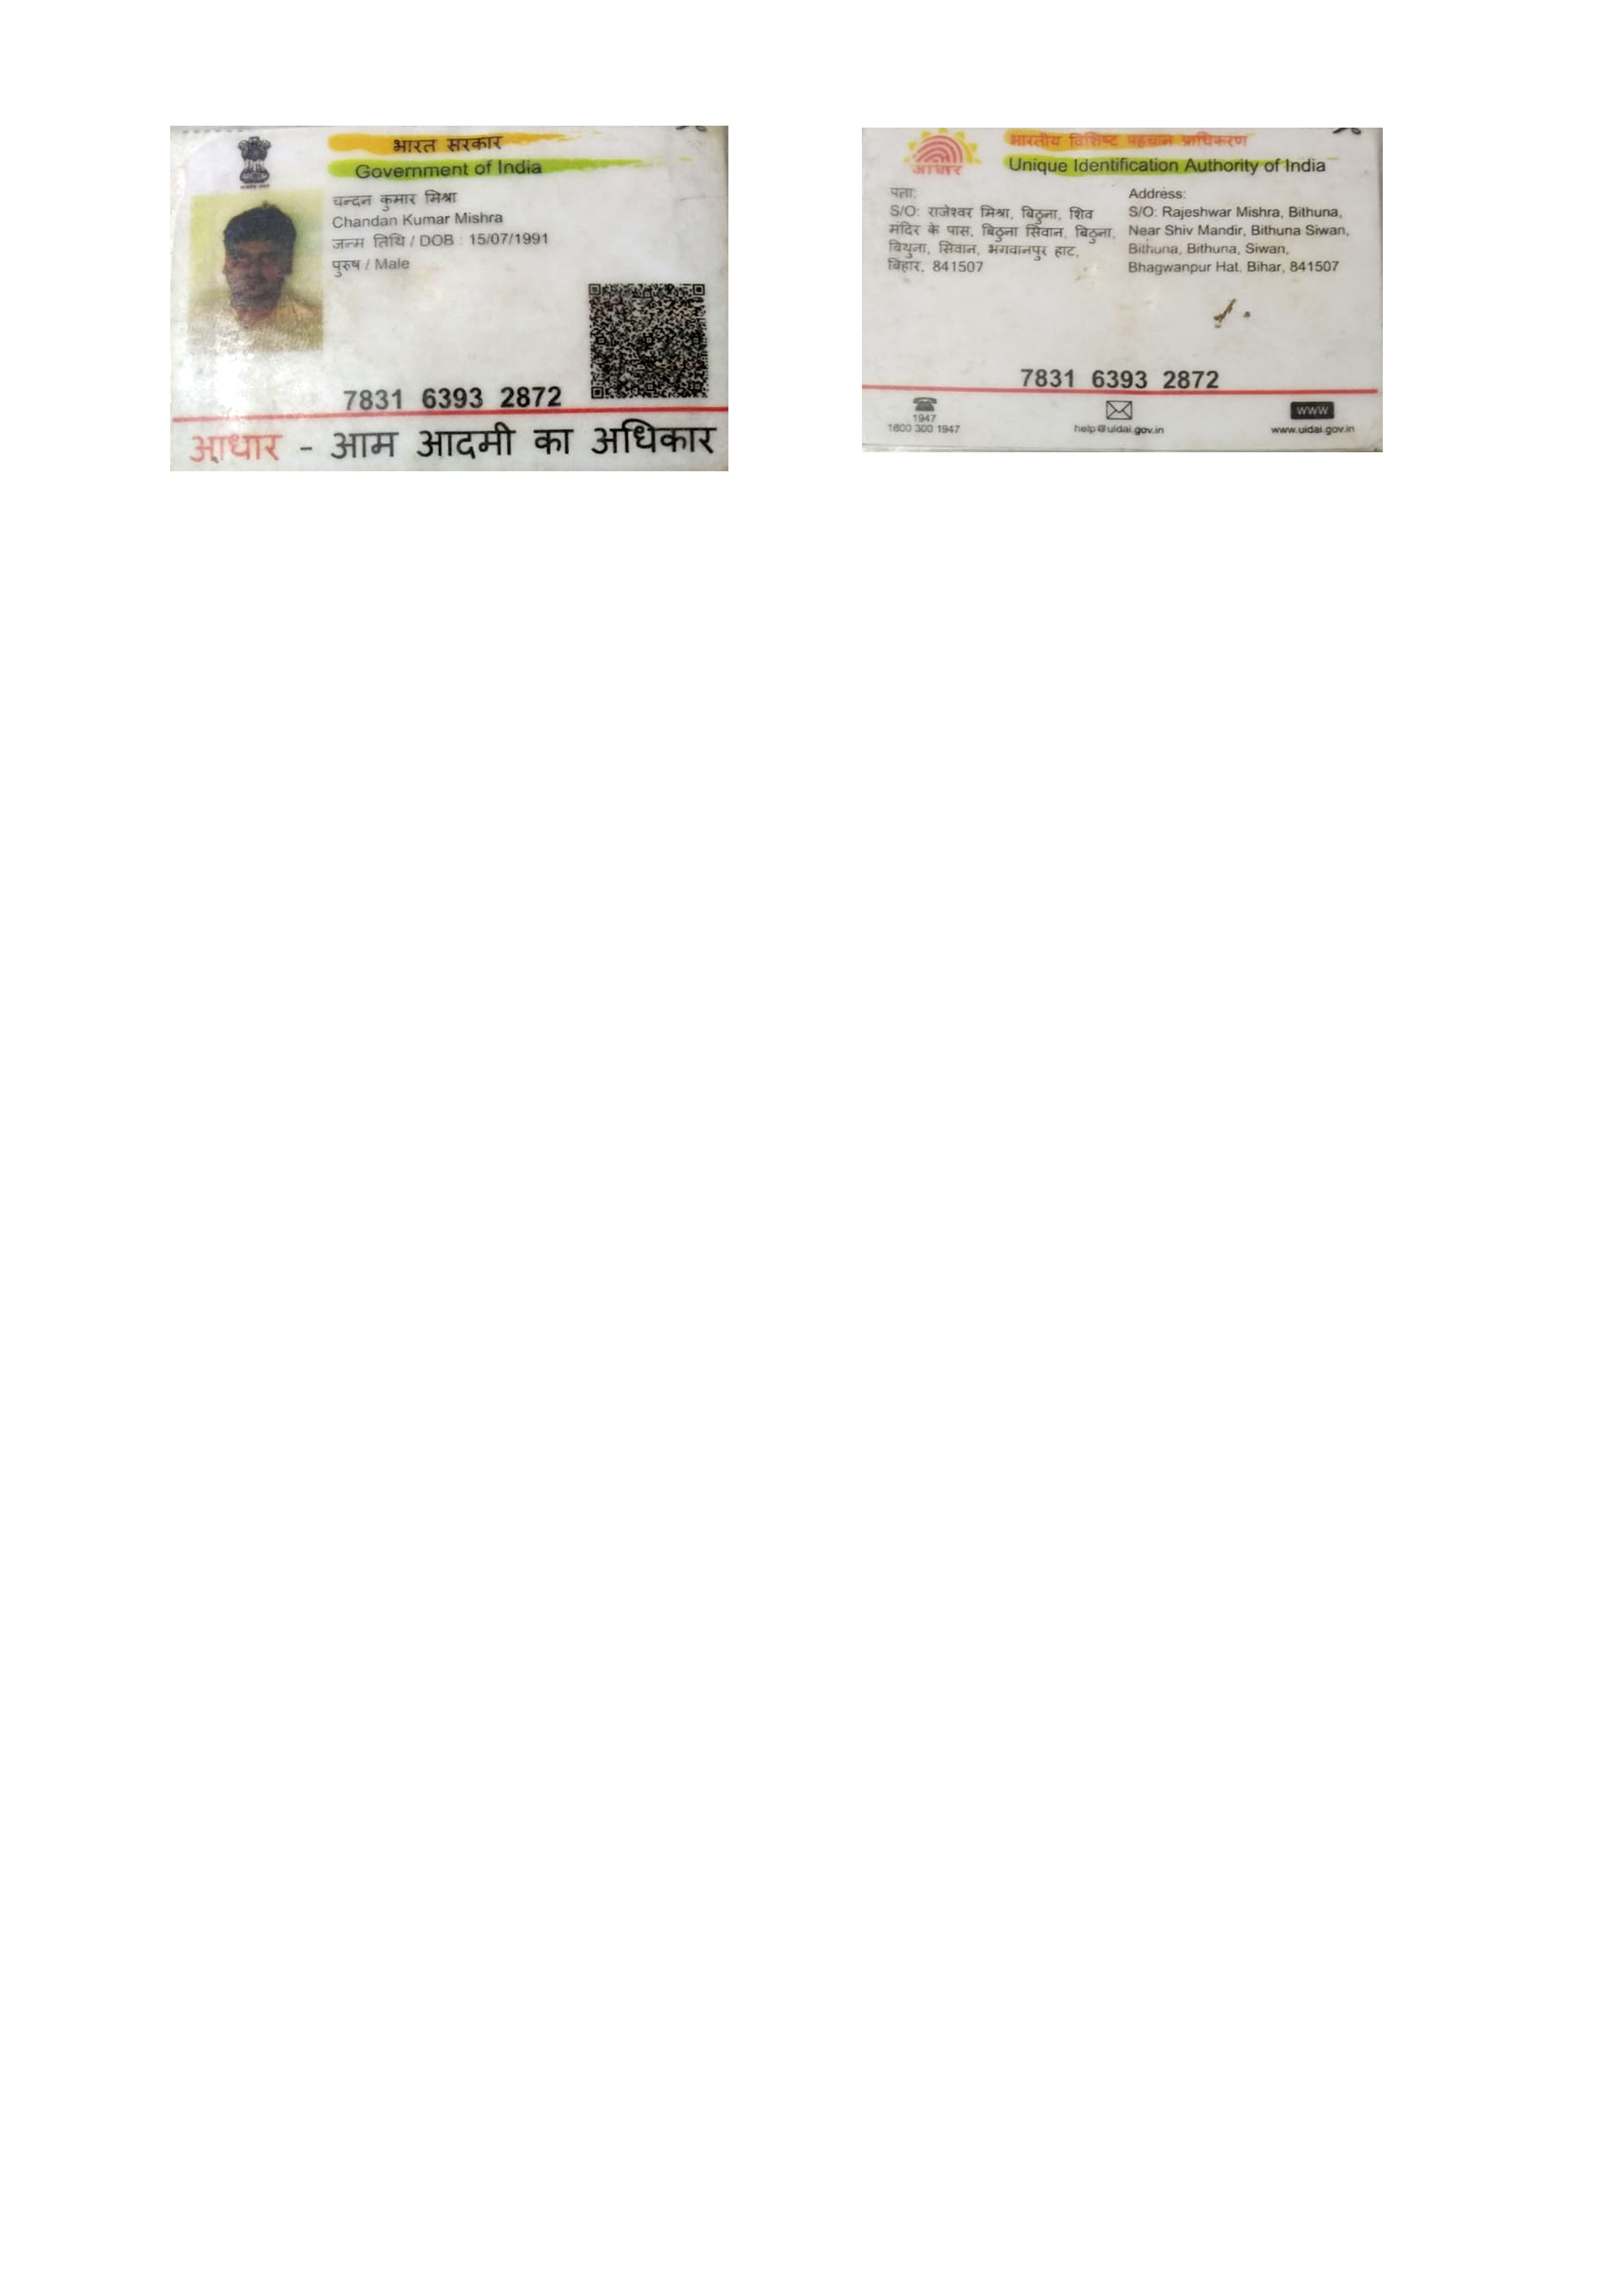 भारत सरकार
Government of India
चन्दन कुमार मिश्रा
Chandan Kumar Mishra
जन्म तिथि / DOB : 15/07/1991
पुरुष / Male
7831 6393 2872
आधार - आम आदमी का अधिकार
भारतीय विशिष्ट पहचान प्राधिकरण
Unique Identification Authority of India
आधार
पता:
S/O: राजेश्वर मिश्रा, बिठुना, शिव
मंदिर के पास, बिठुना सिवान, बिठुना,
बिथुना, सिवान, भगवानपुर हाट,
बिहार, 841507
Address:
S/O: Rajeshwar Mishra, Bithuna,
Near Shiv Mandir, Bithuna Siwan,
Bithuna, Bithuna, Siwan,
Bhagwanpur Hat, Bihar, 841507
7831 6393 2872
1947
1800 300 1947
help@uidai.gov.in
www
www.uidai.gov.in